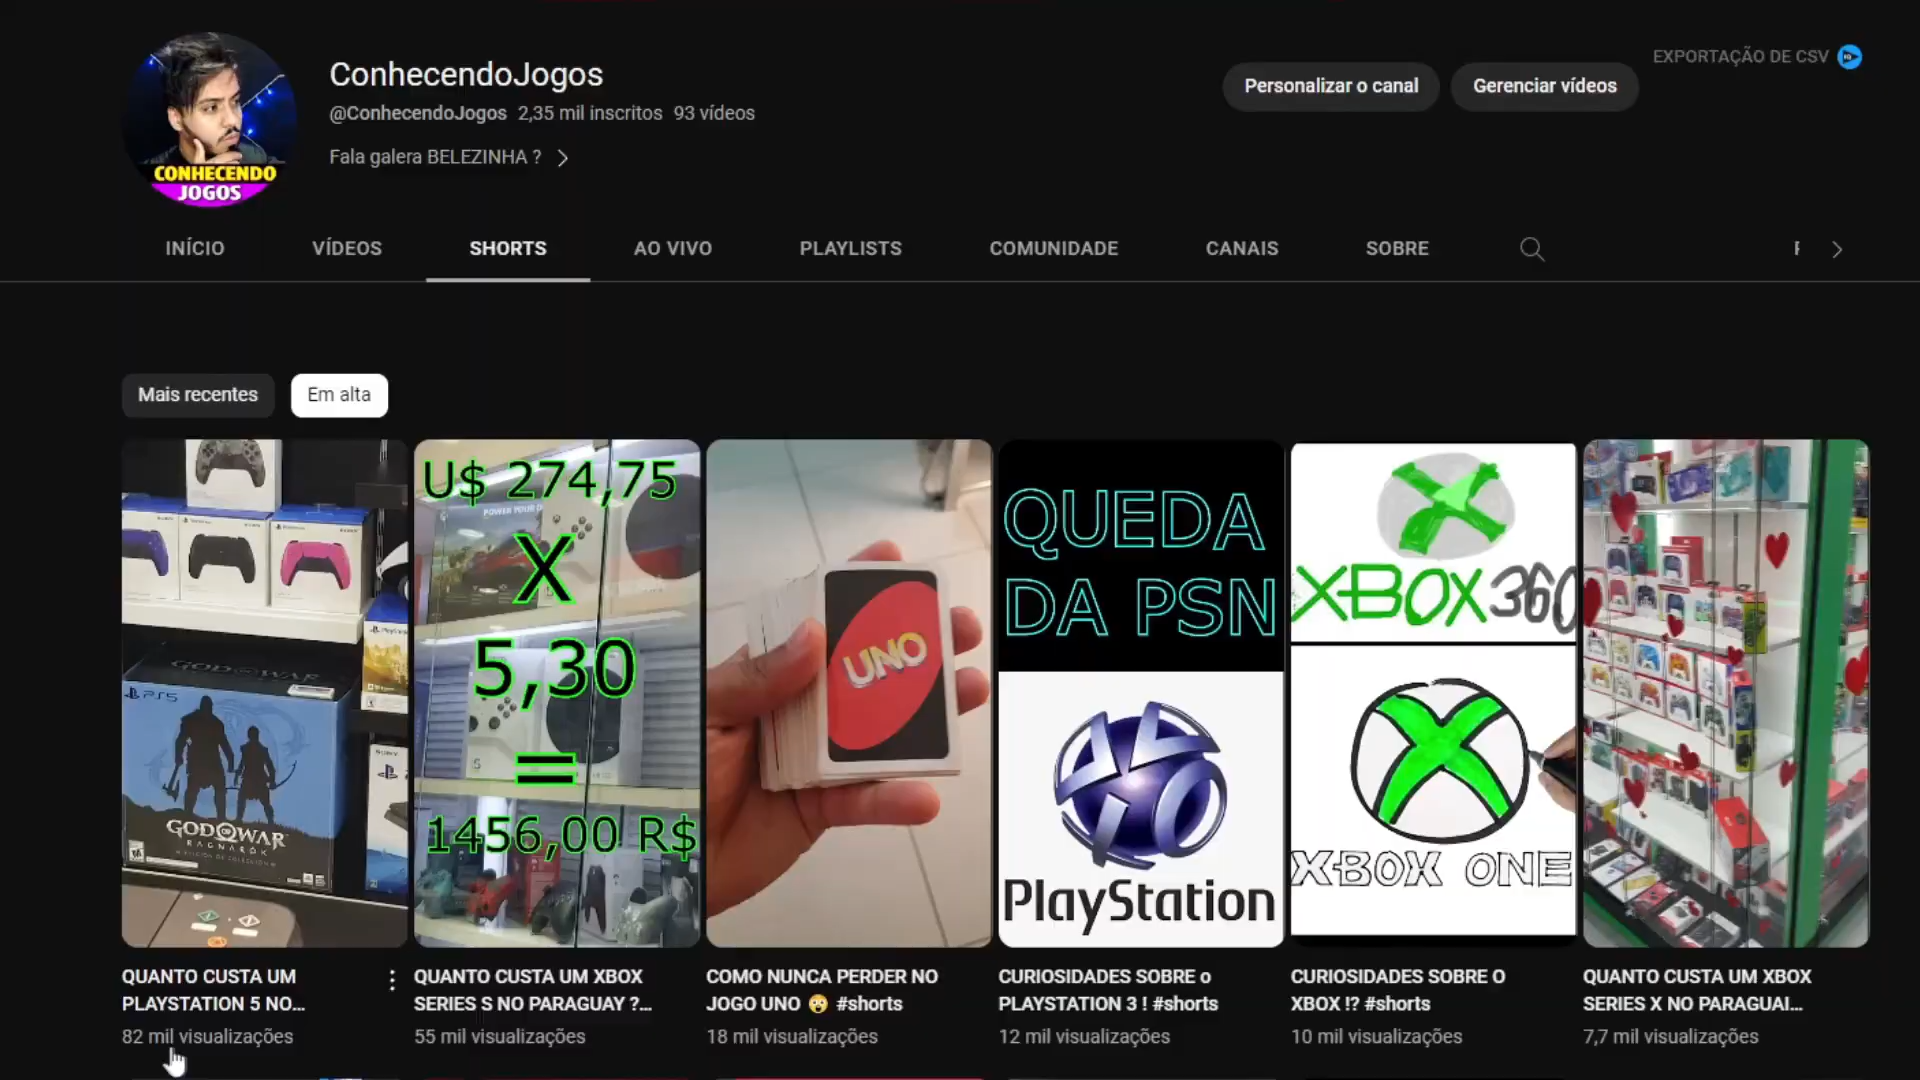 ConhecendoJogos
@ConhecendoJogos 2,35 mil inscritos 93 vídeos
Fala galera BELEZINHA ?
CONHECENDO
JOGOS
Personalizar o canal
Gerenciar vídeos
EXPORTAÇÃO DE CSV
INÍCIO
VÍDEOS
SHORTS
AO VIVO
PLAYLISTS
COMUNIDADE
CANAIS
SOBRE
Mais recentes
Em alta
GOD OF WAR
PS5
GOD OF WAR
RAGNARÖK
U$ 274,75
X
5,30
=
1456,00 R$
UNO
QUEDA
DA PSN
PlayStation
XBOX 360
XBOX ONE
QUANTO CUSTA UM
PLAYSTATION 5 NO...
82 mil visualizações
QUANTO CUSTA UM XBOX
SERIES S NO PARAGUAY ?...
55 mil visualizações
COMO NUNCA PERDER NO
JOGO UNO 😲 #shorts
18 mil visualizações
CURIOSIDADES SOBRE o
PLAYSTATION 3 ! #shorts
12 mil visualizações
CURIOSIDADES SOBRE O
XBOX !? #shorts
10 mil visualizações
QUANTO CUSTA UM XBOX
SERIES X NO PARAGUAI...
7,7 mil visualizações